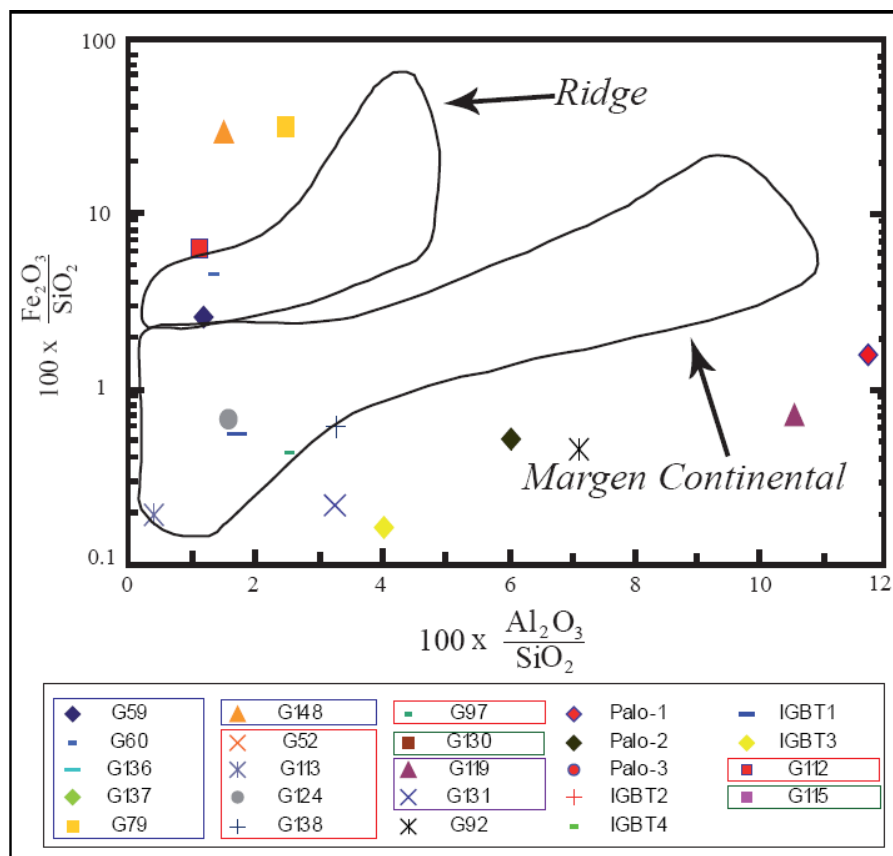 100
Ridge
10
100 x Fe2O3
SiO2
1
Margen Continental
0.1
0 2 4 6 8 10 12
100 x Al2O3
SiO2
G59 G148 G97 Palo-1 IGBT1
G60 G52 G130 Palo-2 IGBT3
G136 G113 G119 Palo-3 G112
G137 G124 G131 IGBT2 G115
G79 G138 G92 IGBT4